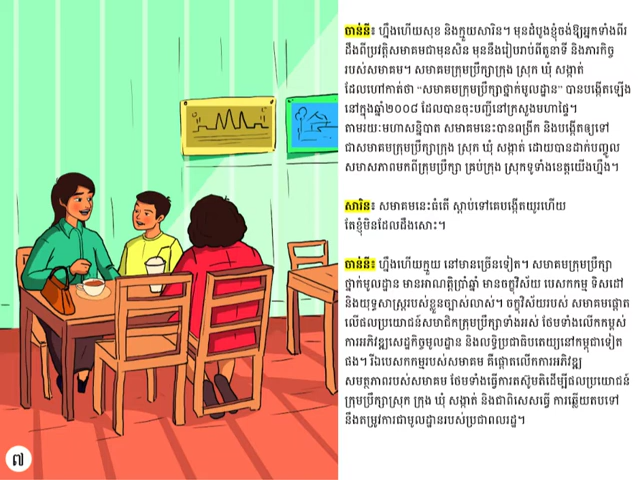 ចាន់នី៖ ហ្នឹងហើយសុខ និងក្មួយសារិន។ មុនដំបូងខ្ញុំចង់ឱ្យអ្នកទាំងពីរ
ដឹងពីប្រវត្តិសមាគមជាមុនសិន មុននឹងរៀបរាប់ពីតួនាទី និងភារកិច្ច
របស់សមាគម។ សមាគមក្រុមប្រឹក្សាក្រុង ស្រុក ឃុំ សង្កាត់
ដែលហៅកាត់ថា “សមាគមក្រុមប្រឹក្សាថ្នាក់មូលដ្ឋាន” បានបង្កើតឡើង
នៅក្នុងឆ្នាំ២០០៨ ដែលបានចុះបញ្ជីនៅក្រសួងមហាផ្ទៃ។
តាមរយៈមហាសន្និបាត សមាគមនេះបានពង្រីក និងបង្កើតឲ្យទៅ
ជាសមាគមក្រុមប្រឹក្សាក្រុង ស្រុក ឃុំ សង្កាត់ ដោយបានដាក់បញ្ចូល
សមាសភាពមកពីក្រុមប្រឹក្សា គ្រប់ក្រុង ស្រុកទូទាំងខេត្តយើងហ្នឹង។
សារិន៖ សមាគមនេះធំតើ ស្តាប់ទៅគេបង្កើតយូរហើយ
តែខ្ញុំមិនដែលដឹងសោះ។
ចាន់នី៖ ហ្នឹងហើយក្មួយ នៅមានច្រើនទៀត។ សមាគមក្រុមប្រឹក្សា
ថ្នាក់មូលដ្ឋាន មានអាណត្តិប្រាំឆ្នាំ មានចក្ខុវិស័យ បេសកកម្ម ទិសដៅ
និងយុទ្ធសាស្ត្ររបស់ខ្លួនច្បាស់លាស់។ ចក្ខុវិស័យរបស់ សមាគមផ្តោត
លើផលប្រយោជន៍សមាជិកក្រុមប្រឹក្សាទាំងអស់ ថែមទាំងលើកកម្ពស់
ការអភិវឌ្ឍសេដ្ឋកិច្ចមូលដ្ឋាន និងលទ្ធិប្រជាធិបតេយ្យនៅកម្ពុជាទៀត
ផង។ រីឯបេសកកម្មរបស់សមាគម គឺផ្តោតលើការអភិវឌ្ឍ
សមត្ថភាពរបស់សមាគម ថែមទាំងធ្វើការតស៊ូមតិដើម្បីផលប្រយោជន៍
ក្រុមប្រឹក្សាស្រុក ក្រុង ឃុំ សង្កាត់ និងជាពិសេសធ្វើ ការឆ្លើយតបទៅ
នឹងតម្រូវការជាមូលដ្ឋានរបស់ប្រជាពលរដ្ឋ។
៧